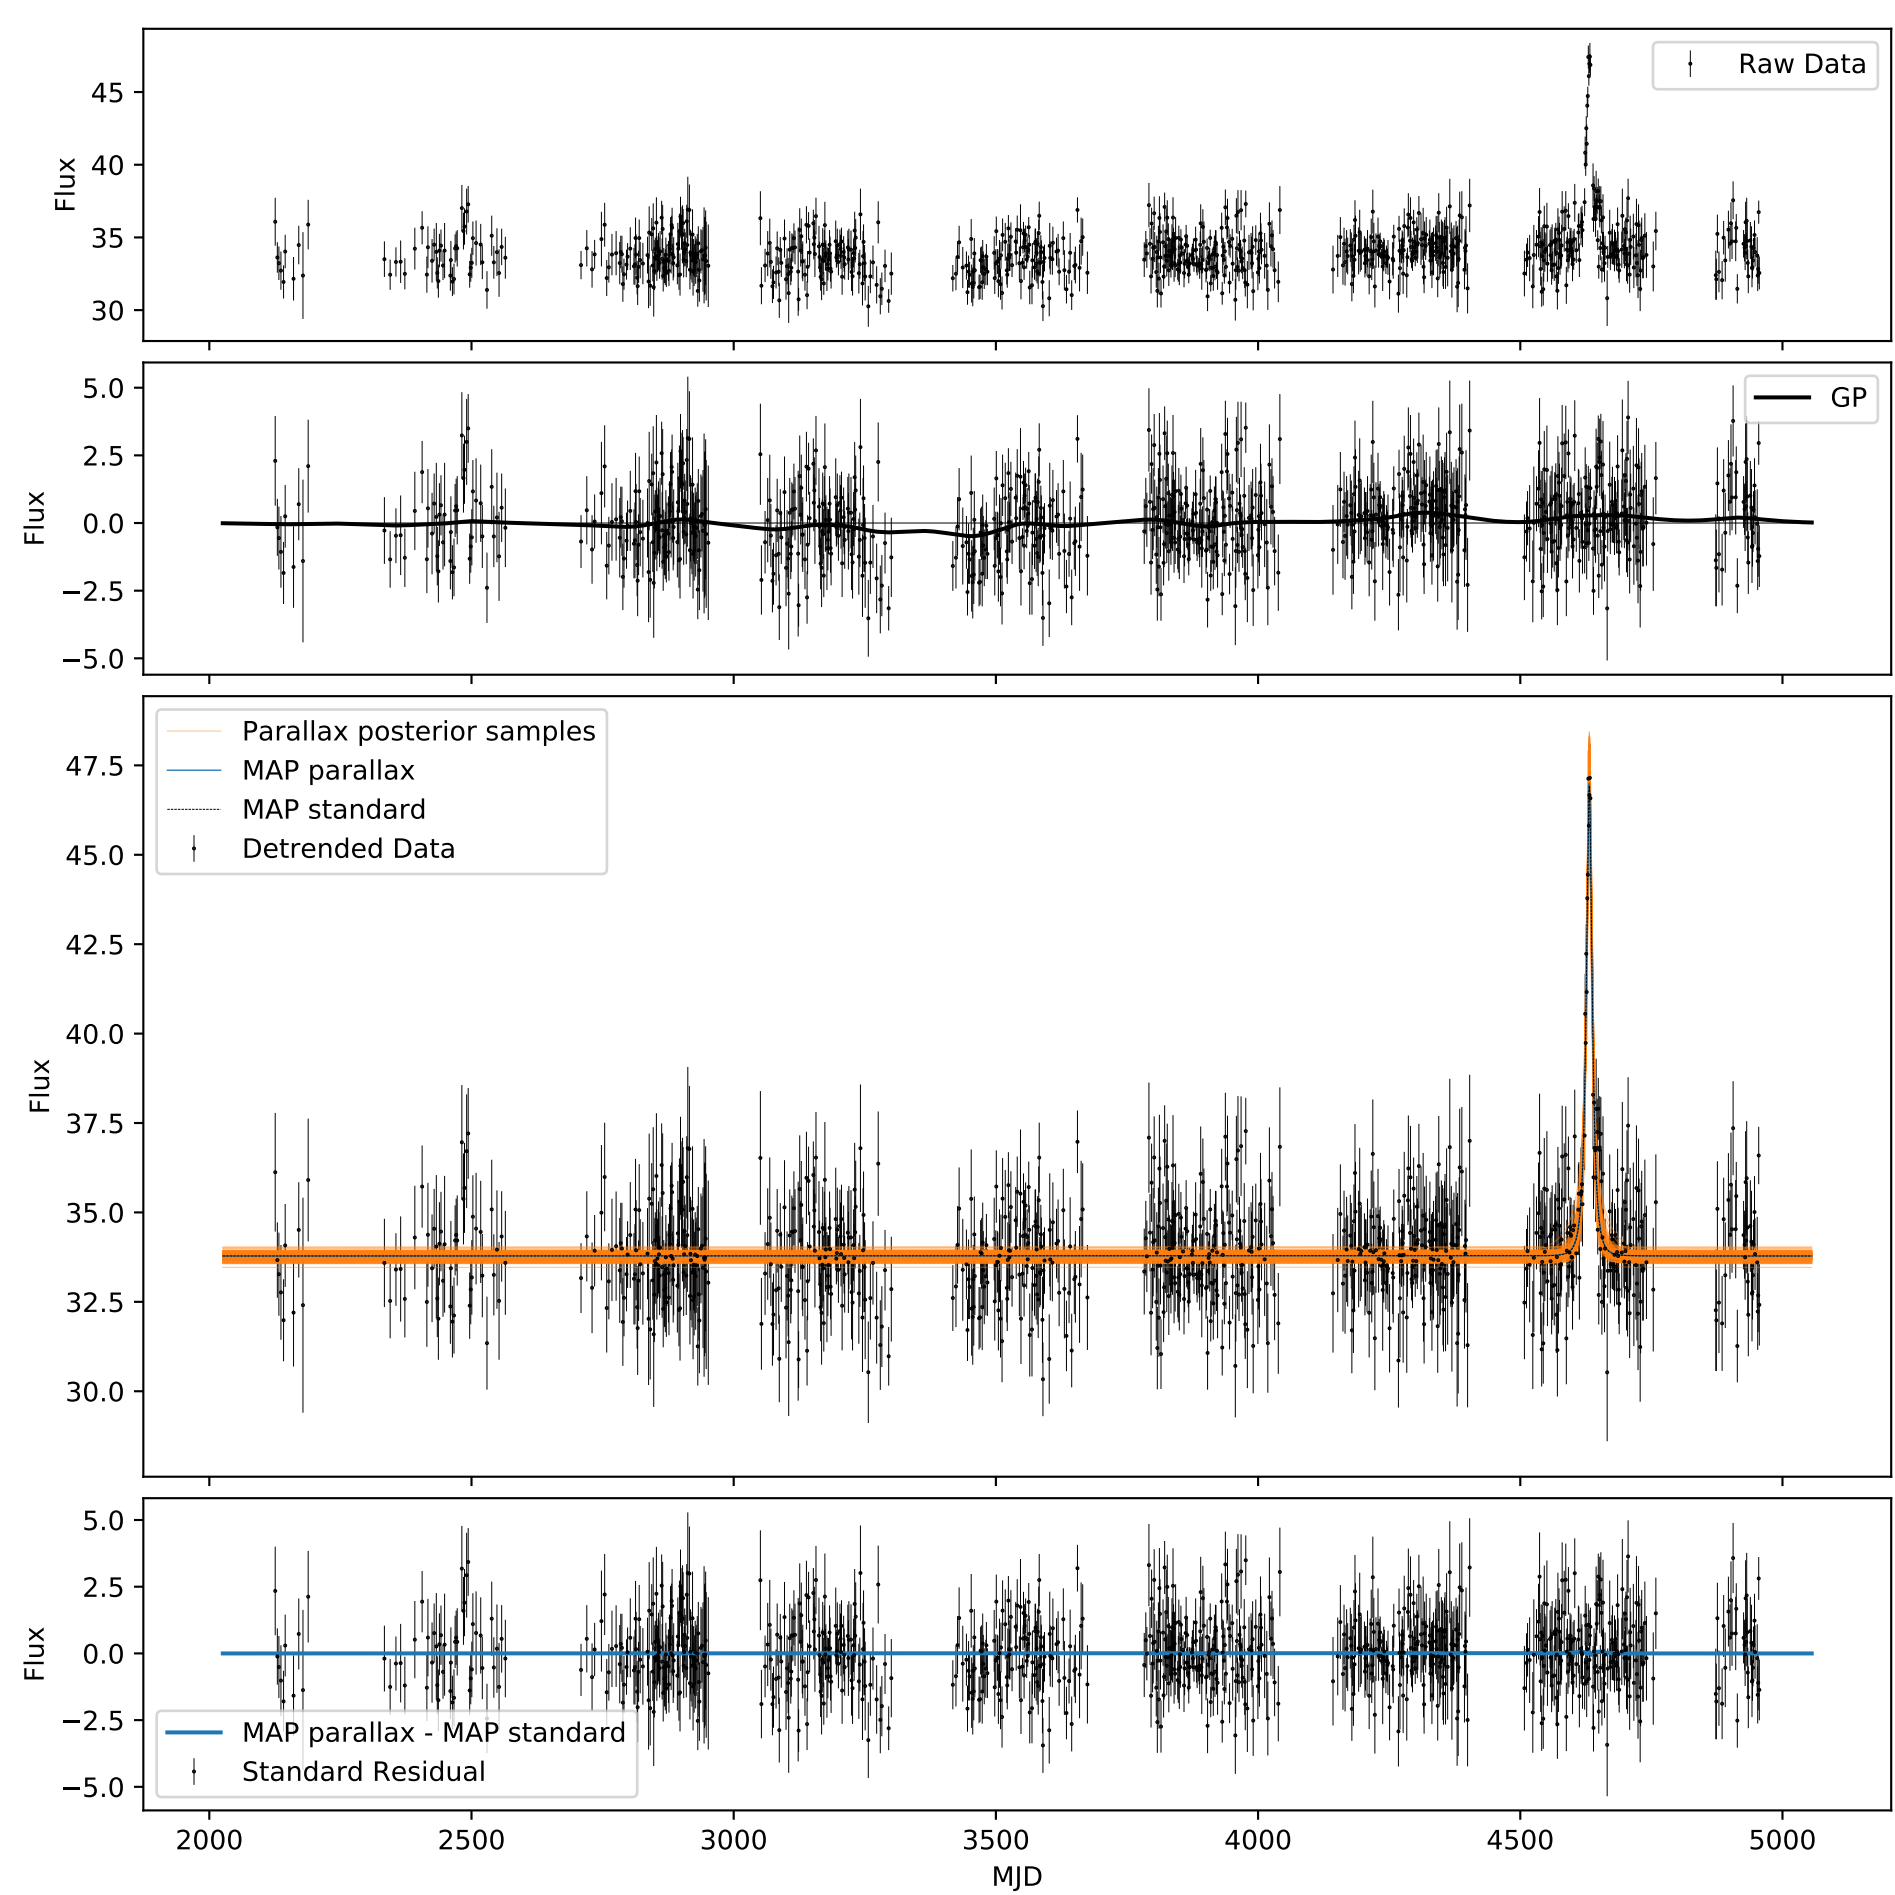 Flux
45
40
35
30
Raw Data
Flux
5.0
2.5
0.0
−2.5
−5.0
GP
Flux
47.5
45.0
42.5
40.0
37.5
35.0
32.5
30.0
Parallax posterior samples
MAP parallax
MAP standard
Detrended Data
Flux
5.0
2.5
0.0
−2.5
−5.0
MAP parallax - MAP standard
Standard Residual
2000 2500 3000 3500 4000 4500 5000
MJD